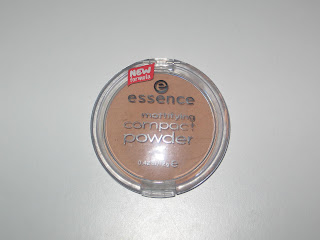 NEW
formula
essence
mattifying
compact
powder